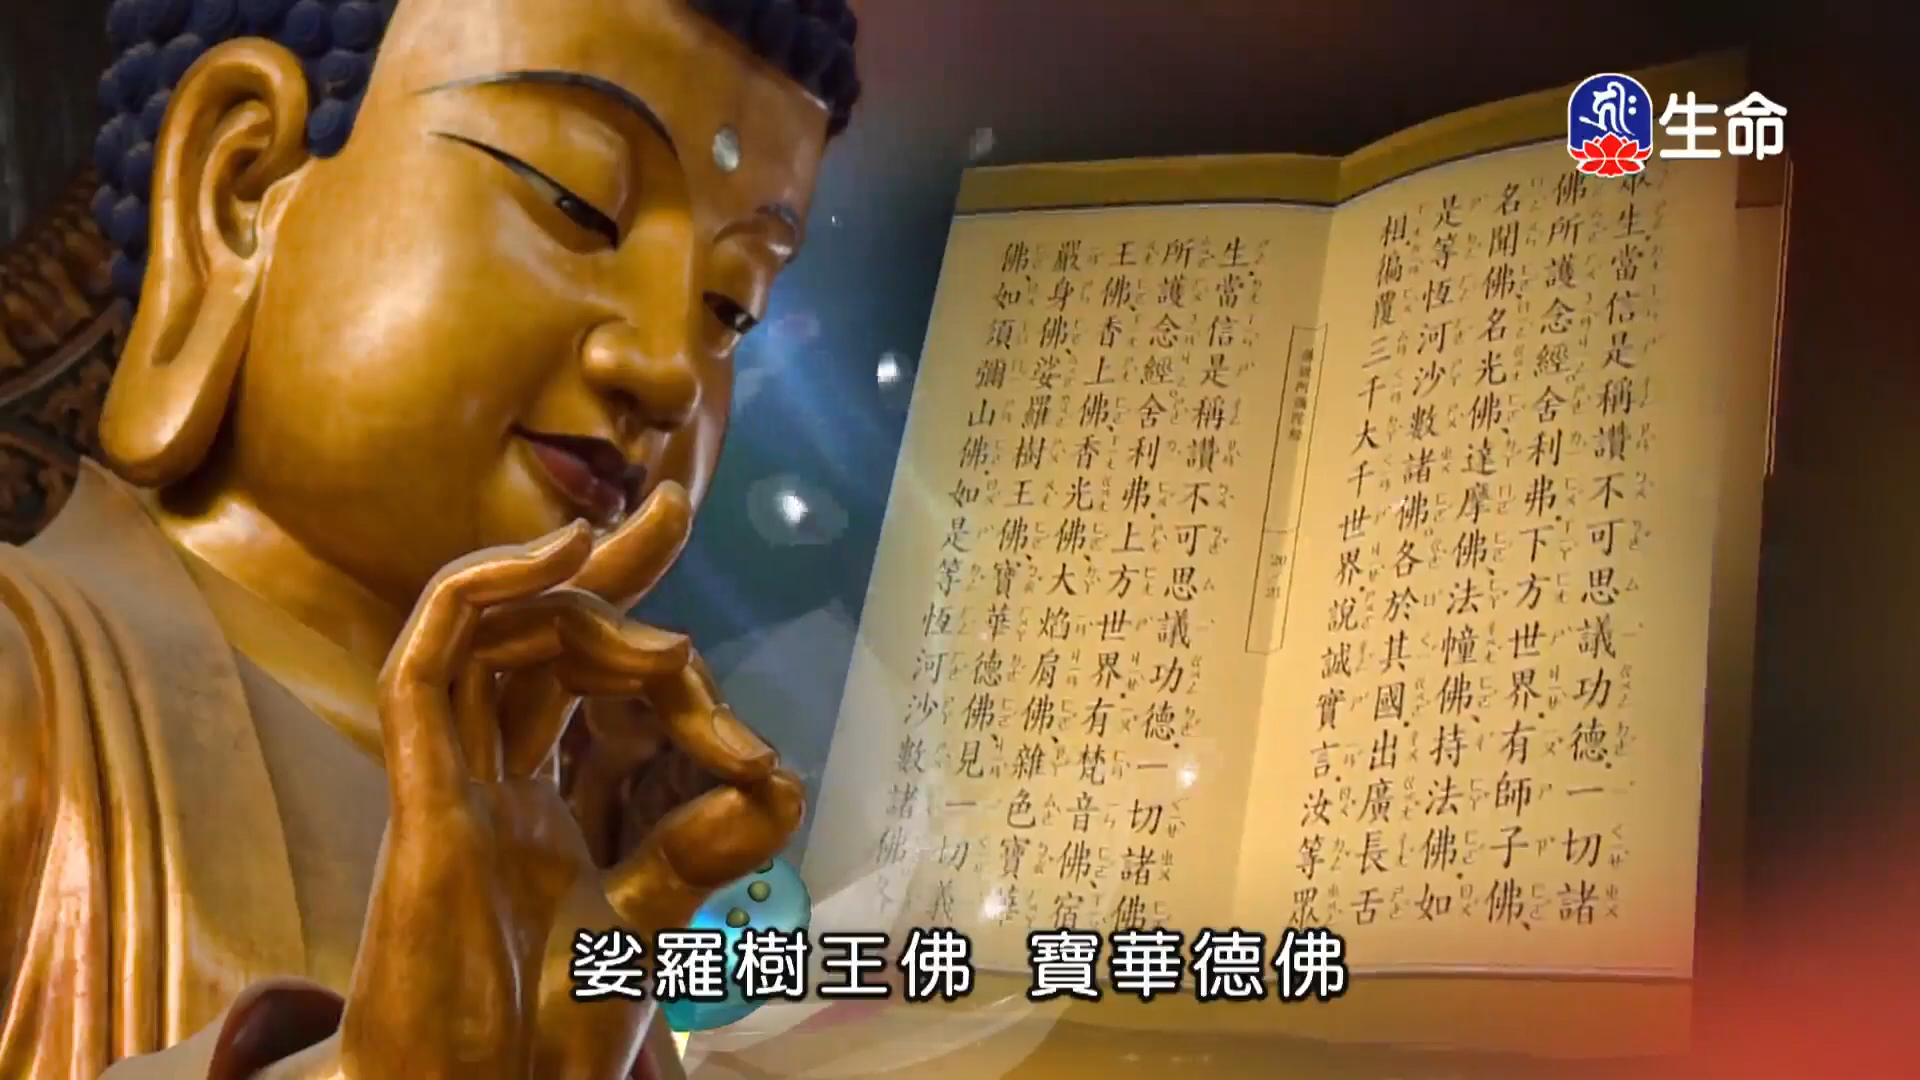 生命
眾生當信是稱讚不可思議功德一切諸
佛所護念經舍利弗下方世界有師子佛
名聞佛名光佛達摩佛法幢佛持法佛如
是等恆河沙數諸佛各於其國出廣長舌
相徧覆三千大千世界說誠實言汝等眾
生當信是稱讚不可思議功德一切諸佛
所護念經舍利弗上方世界有梵音佛宿
王佛香上佛香光佛大焰肩佛雜色寶華
嚴身佛娑羅樹王佛寶華德佛見一切義
佛如須彌山佛如是等恆河沙數諸佛各
娑羅樹王佛 寶華德佛